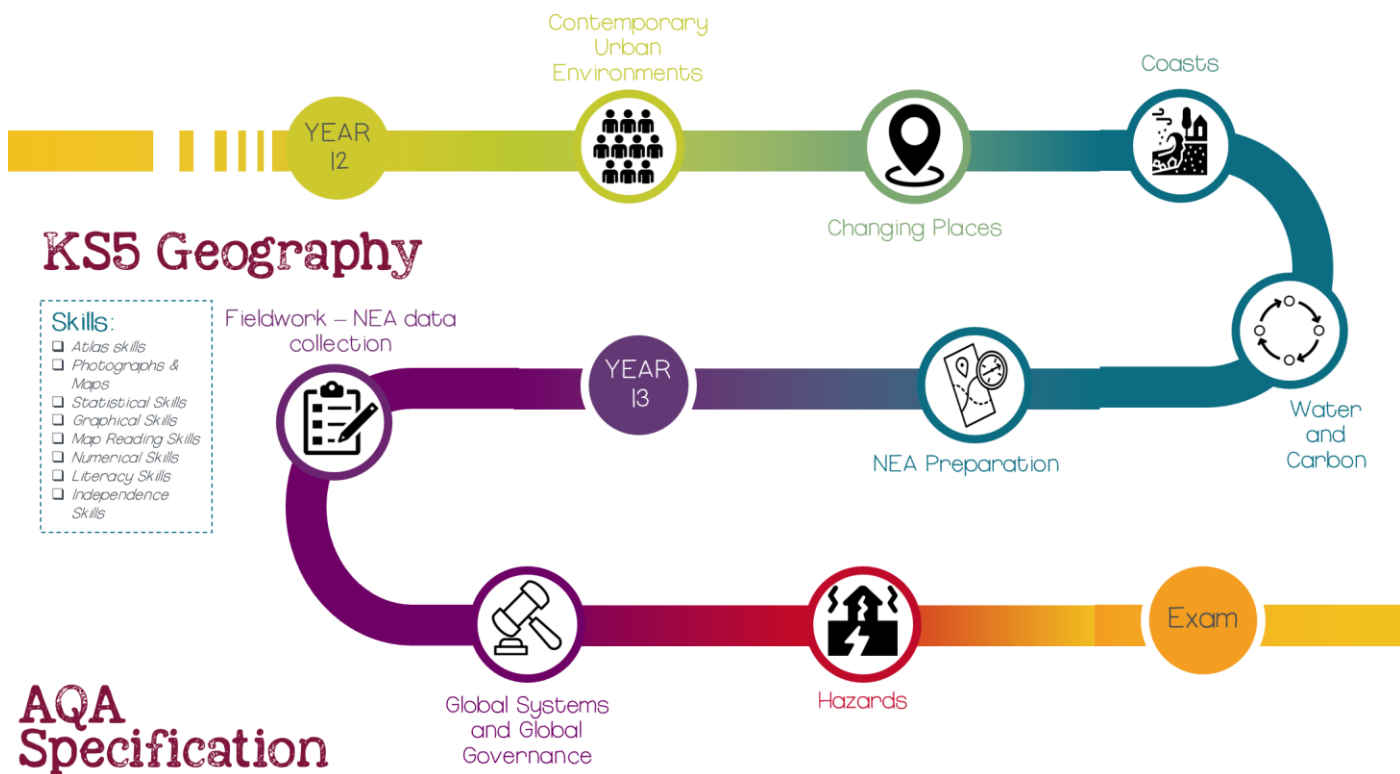 Contemporary
Urban
Environments
Coasts
YEAR
12
Changing Places
KS5 Geography
Skills:
❑ Atlas skills
❑ Photographs &
Maps
❑ Statistical Skills
❑ Graphical Skills
❑ Map Reading Skills
❑ Numerical Skills
❑ Literacy Skills
❑ Independence
Skills
Fieldwork – NEA data
collection
YEAR
13
NEA Preparation
Water
and
Carbon
Global Systems
and Global
Governance
Hazards
Exam
AQA
Specification